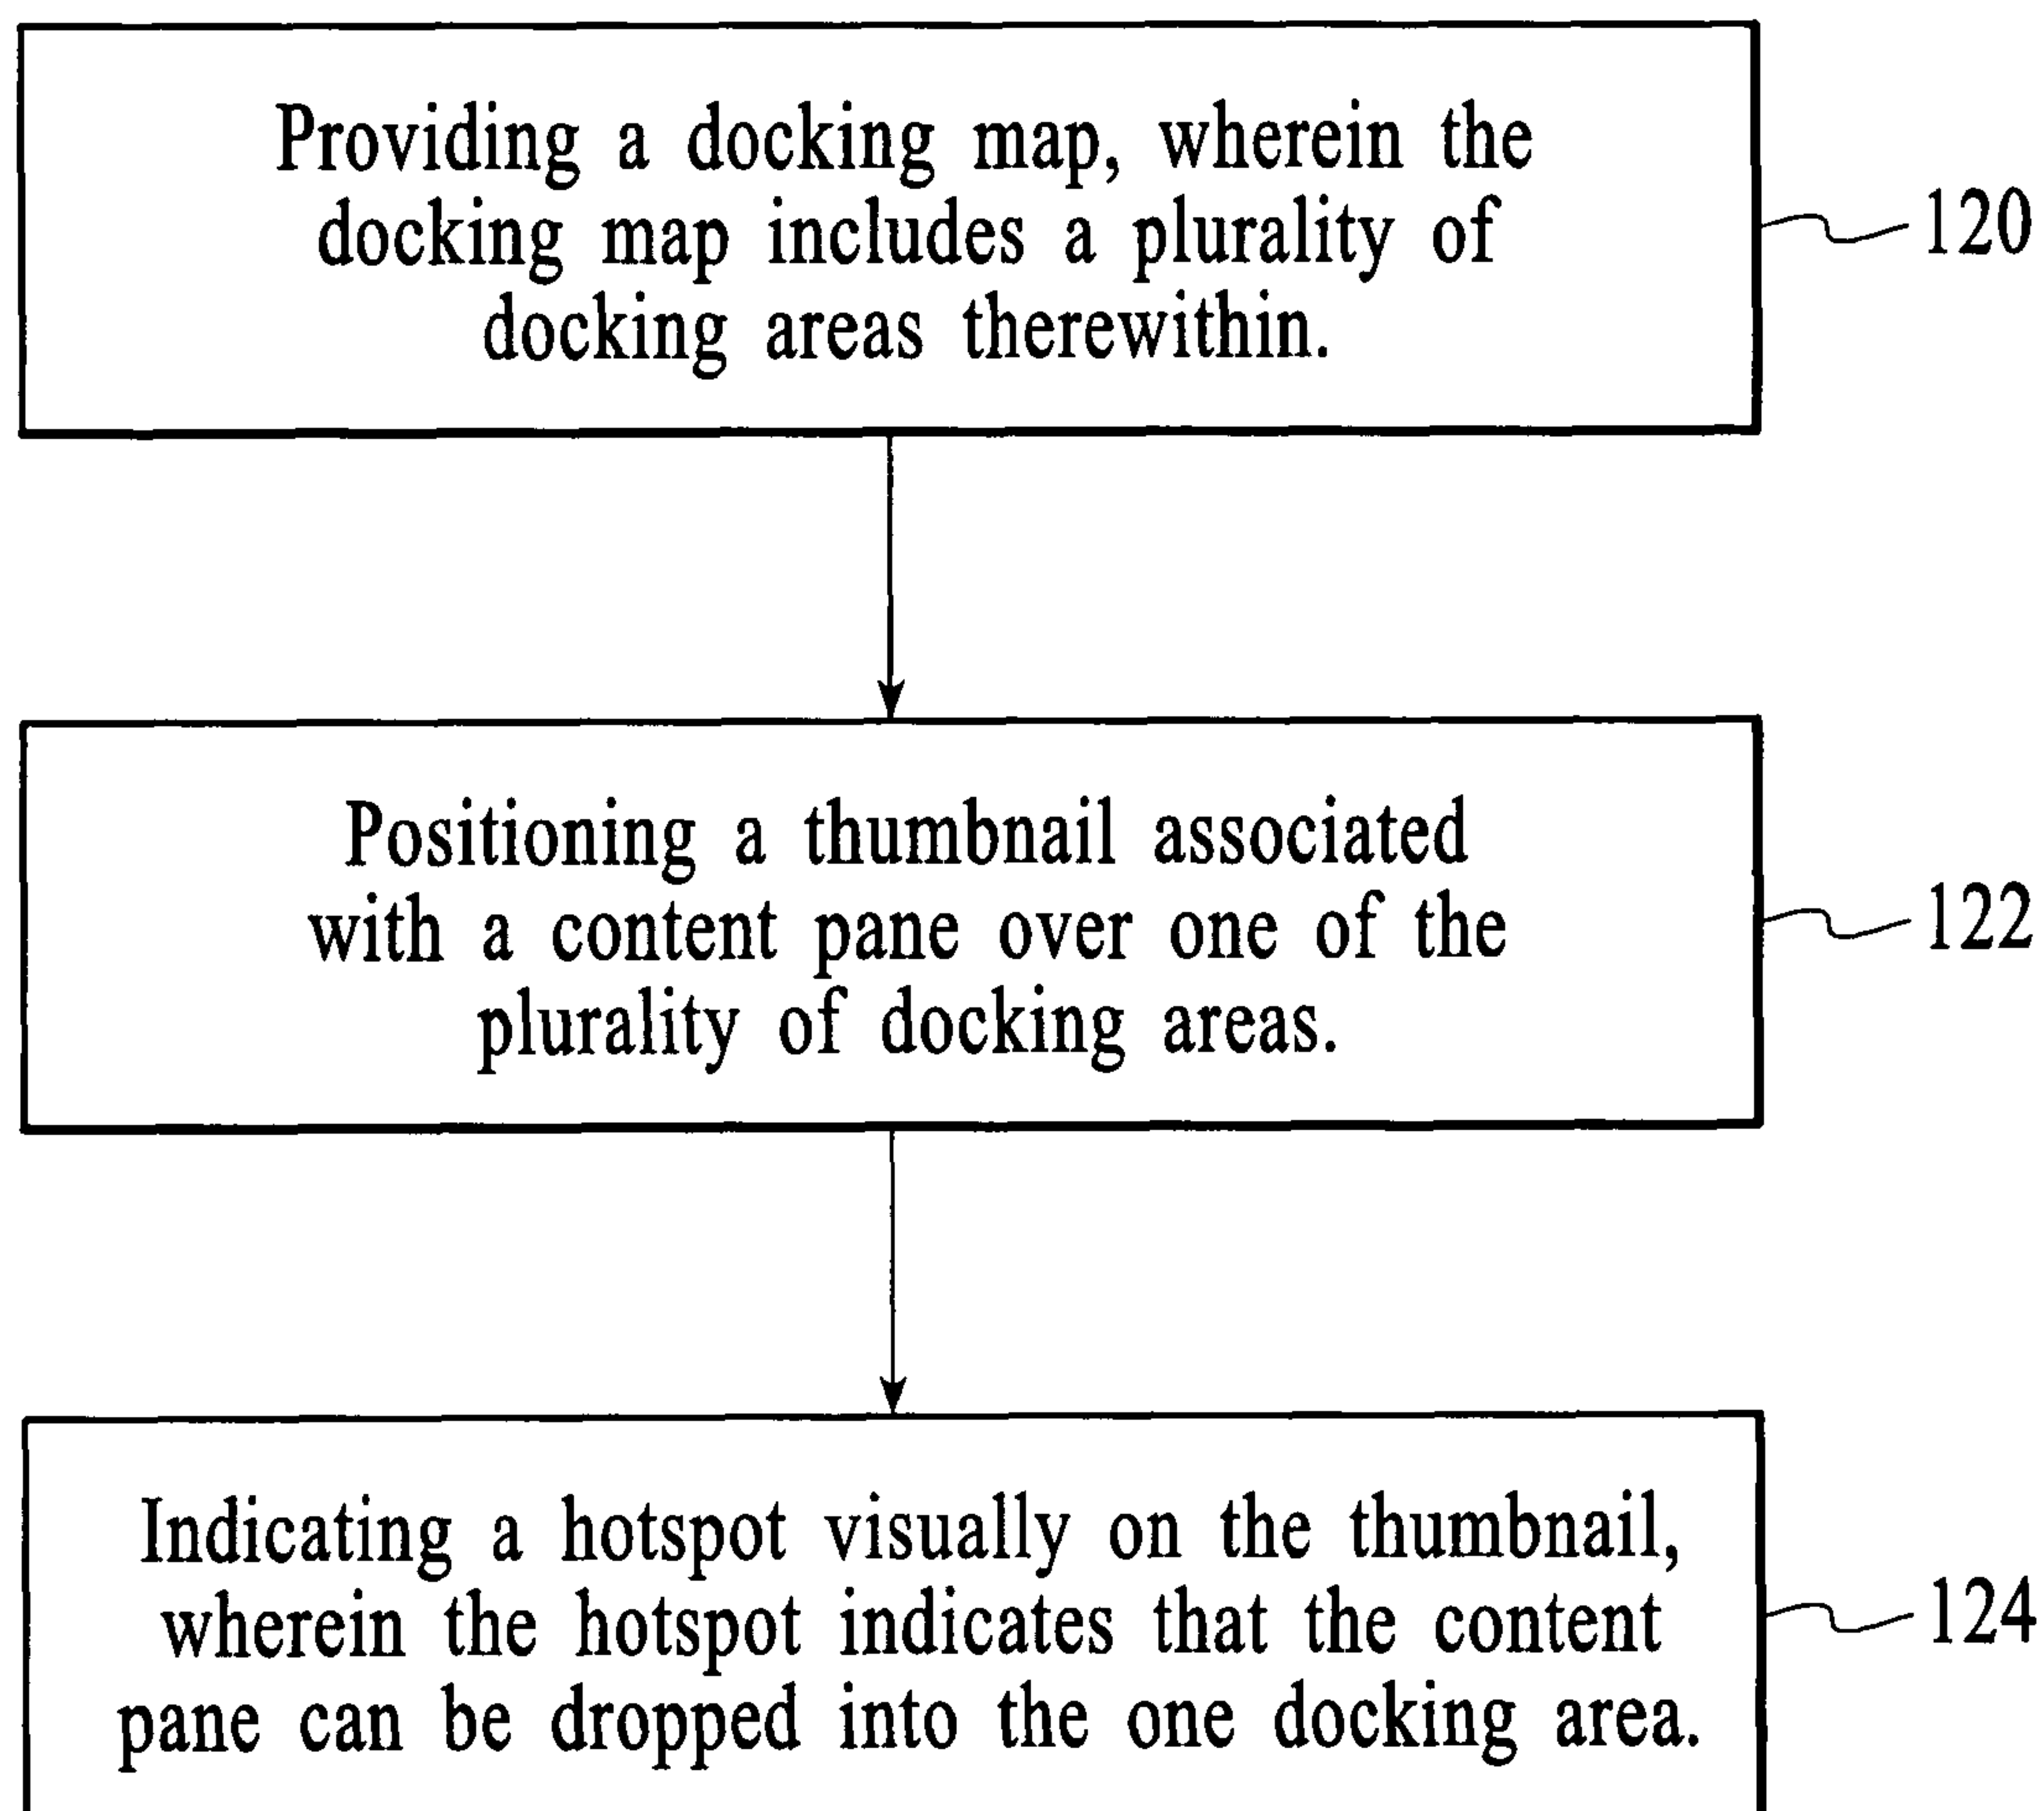 Providing a docking map, wherein the
docking map includes a plurality of
docking areas therewithin.
120
Positioning a thumbnail associated
with a content pane over one of the
plurality of docking areas.
122
Indicating a hotspot visually on the thumbnail,
wherein the hotspot indicates that the content
pane can be dropped into the one docking area.
124